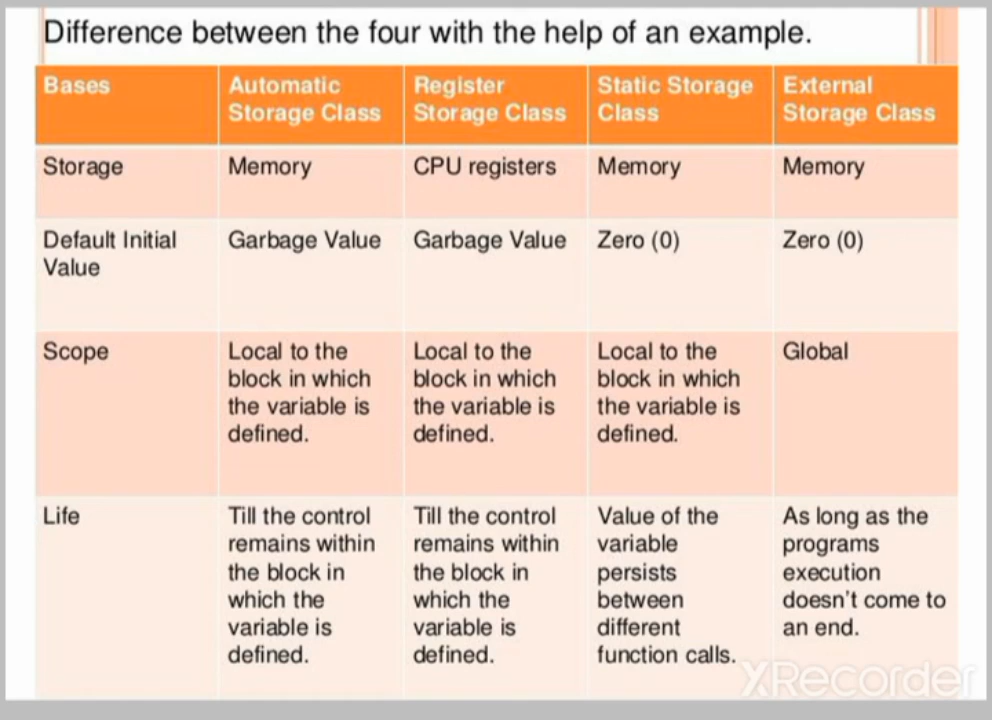 Difference between the four with the help of an example.
Bases
Automatic
Storage Class
Register
Storage Class
Static Storage
Class
External
Storage Class
Storage
Memory
CPU registers
Memory
Memory
Default Initial
Value
Garbage Value
Garbage Value
Zero (0)
Zero (0)
Scope
Local to the
block in which
the variable is
defined.
Local to the
block in which
the variable is
defined.
Local to the
block in which
the variable is
defined.
Global
Life
Till the control
remains within
the block in
which the
variable is
defined.
Till the control
remains within
the block in
which the
variable is
defined.
Value of the
variable
persists
between
different
function calls.
As long as the
programs
execution
doesn't come to
an end.
XRecorder